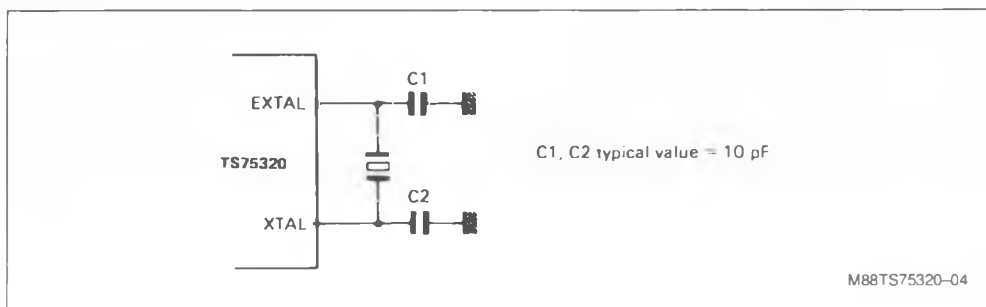 C1
EXTAL
TS75320
C1, C2 typical value = 10 pF
C2
XTAL
M88TS75320-04